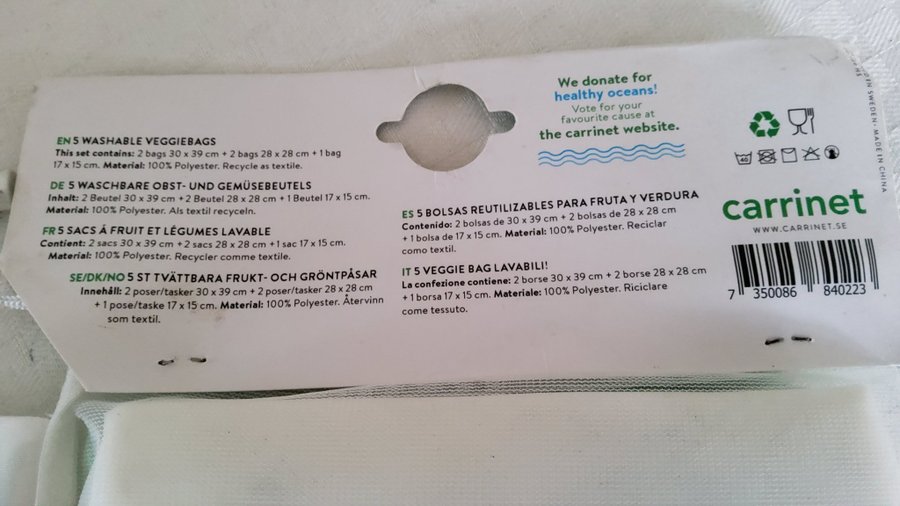 EN 5 WASHABLE VEGGIEBAGS
This set contains: 2 bags 30 x 39 cm + 2 bags 28 x 28 cm + 1 bag
17 x 15 cm. Material: 100% Polyester. Recycle as textile.
DE 5 WASCHBARE OBST- UND GEMÜSEBEUTELS
Inhalt: 2 Beutel 30 x 39 cm + 2 Beutel 28 x 28 cm + 1 Beutel 17 x 15 cm.
Material: 100% Polyester. Als textil recyceln.
FR 5 SACS Á FRUIT ET LÉGUMES LAVABLE
Contient: 2 sacs 30 x 39 cm + 2 sacs 28 x 28 cm + 1 sac 17 x 15 cm.
Material: 100% Polyester. Recycler comme textile.
SE/DK/NO 5 ST TVÄTTBARA FRUKT- OCH GRÖNTPÅSAR
Innehåll: 2 poser/tasker 30 x 39 cm + 2 poser/tasker 28 x 28 cm
+ 1 pose/taske 17 x 15 cm. Material: 100% Polyester. Återvinn
som textil.
We donate for
healthy oceans!
Vote for your
favourite cause at
the carrinet website.
ES 5 BOLSAS REUTILIZABLES PARA FRUTA Y VERDURA
Contenido: 2 bolsas de 30 x 39 cm + 2 bolsas de 28 x 28 cm
+ 1 bolsa de 17 x 15 cm. Material: 100% Polyester. Reciclar
como textil.
IT 5 VEGGIE BAG LAVABILI!
La confezione contiene: 2 borse 30 x 39 cm + 2 borse 28 x 28 cm
+ 1 borsa 17 x 15 cm. Materiale: 100% Polyester. Riciclare
come tessuto.
40
carrinet
WWW.CARRINET.SE
7 350086 840223
IN SWEDEN • MADE IN CHINA